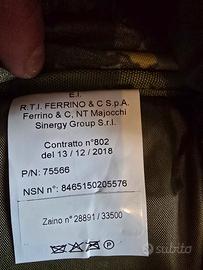 E.I.
R.T.I. FERRINO & C S.p.A.
Ferrino & C, NT Majocchi
Sinergy Group S.r.l.
Contratto n°802
del 13 / 12 / 2018
P/N: 75566
NSN n°: 8465150205576
Zaino n° 28891 / 33500
subito